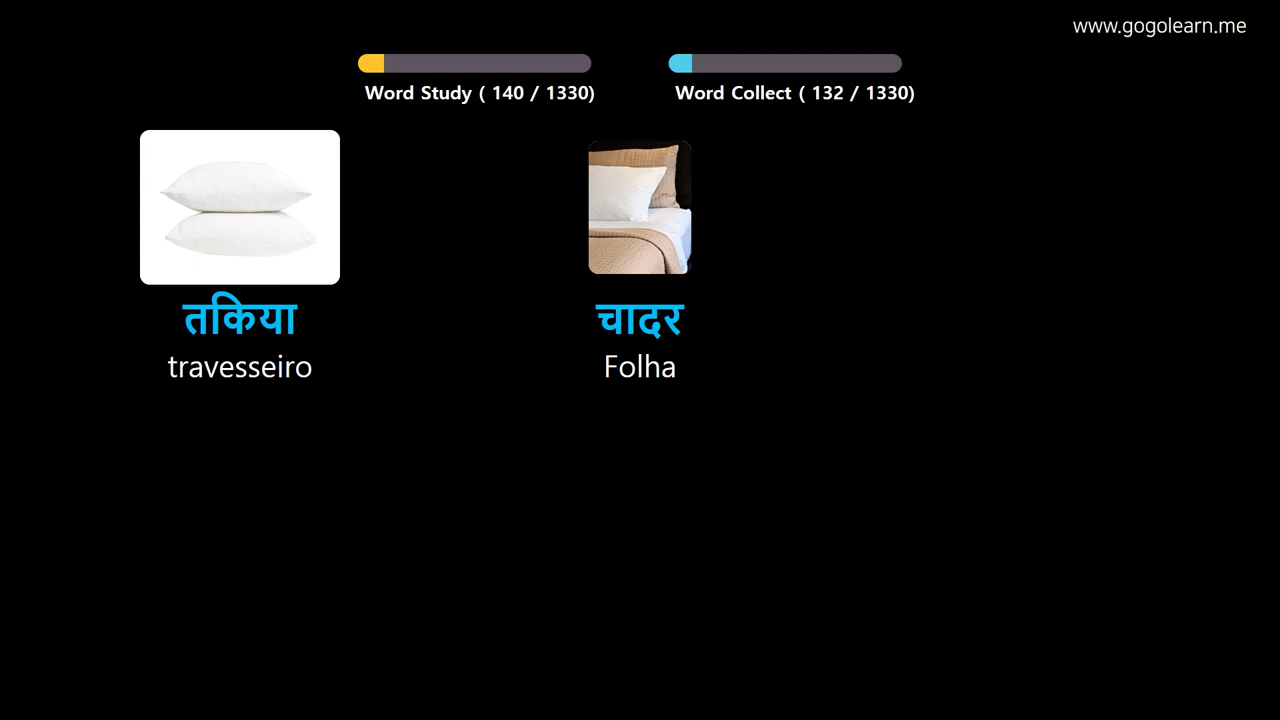 www.gogolearn.me
Word Study ( 140 / 1330)
Word Collect ( 132 / 1330)
तकिया
travesseiro
चादर
Folha